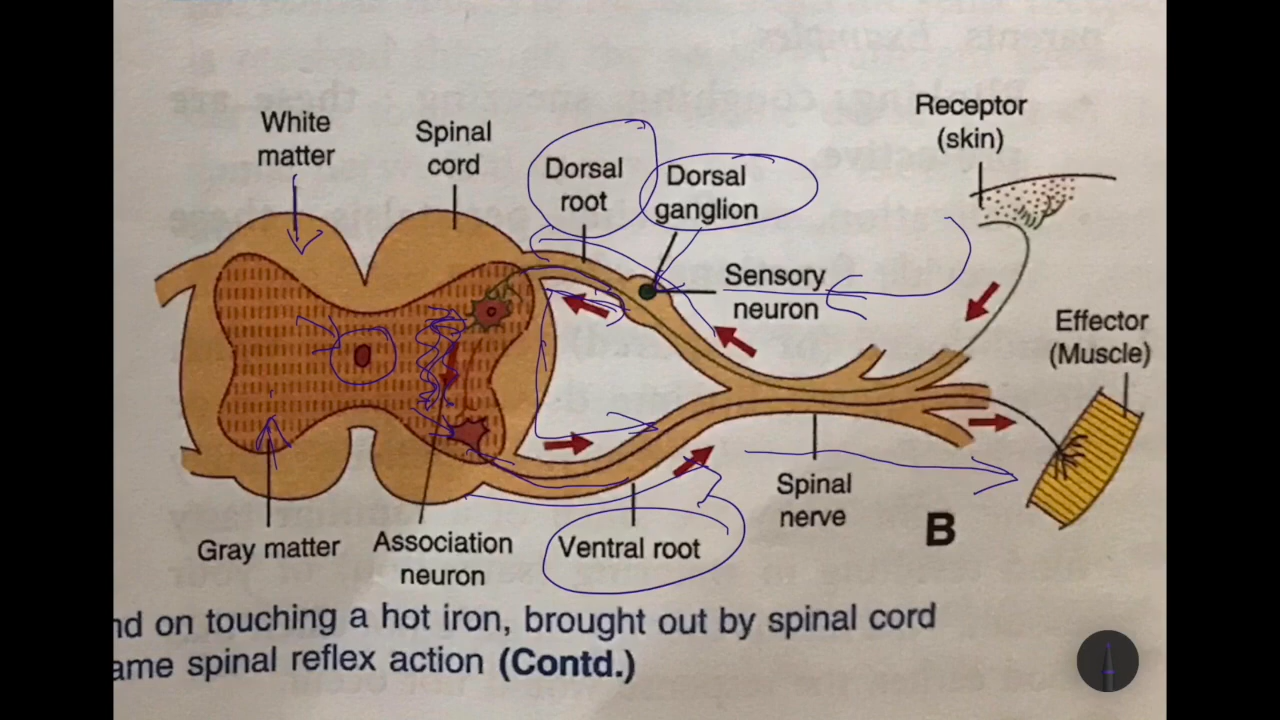 White
matter
Spinal
cord
Dorsal
root
Dorsal
ganglion
Receptor
(skin)
Sensory
neuron
Effector
(Muscle)
Gray matter
Association
neuron
Ventral root
Spinal
nerve
B
nd on touching a hot iron, brought out by spinal cord
ame spinal reflex action (Contd.)